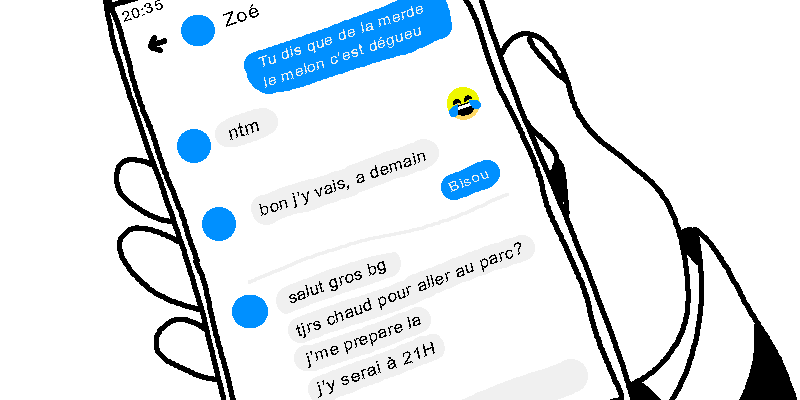 20:35
Zoé
Tu dis que de la merde
le melon c'est dégueu
😂
ntm
bon j'y vais, a demain
Bisou
salut gros bg
tjrs chaud pour aller au parc?
j'me prepare la
j'y serai à 21H